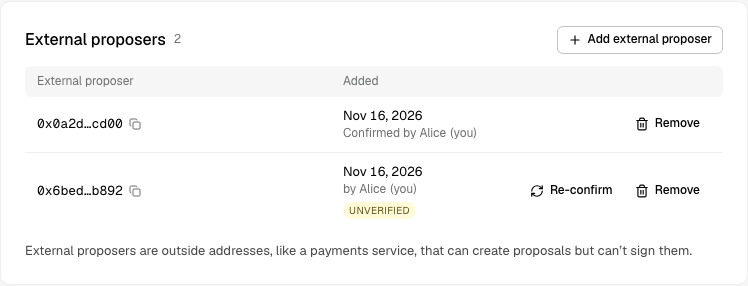 External proposers 2
+ Add external proposer
External proposer Added
0x0a2d…cd00
Nov 16, 2026
Confirmed by Alice (you)
Remove
0x6bed…b892
Nov 16, 2026
by Alice (you)
UNVERIFIED
Re-confirm
Remove
External proposers are outside addresses, like a payments service, that can create proposals but can’t sign them.